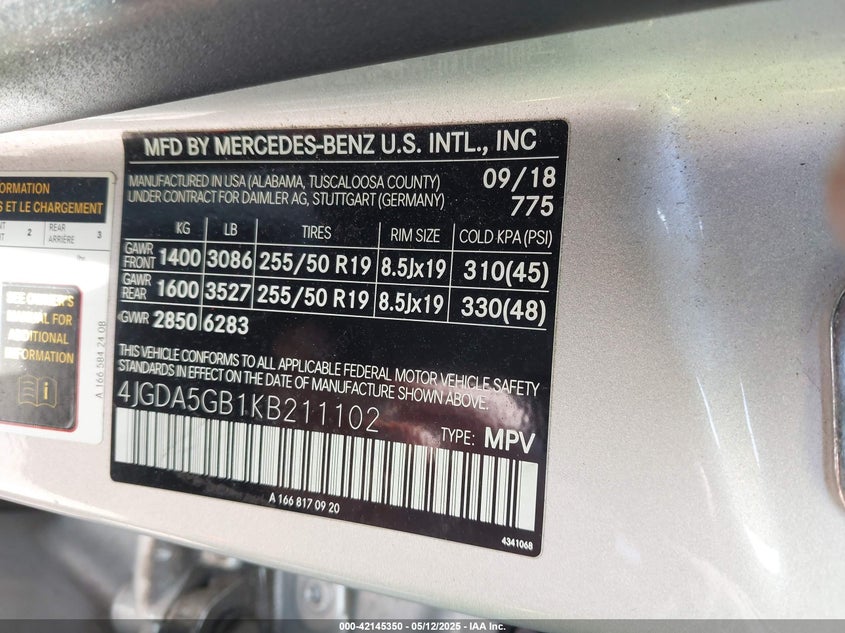 MFD BY MERCEDES-BENZ U.S. INTL., INC
MANUFACTURED IN USA (ALABAMA, TUSCALOOSA COUNTY) 09/18
UNDER CONTRACT FOR DAIMLER AG, STUTTGART (GERMANY) 775
KG LB TIRES RIM SIZE COLD KPA (PSI)
GAWR FRONT 1400 3086 255/50 R19 8.5Jx19 310(45)
GAWR REAR 1600 3527 255/50 R19 8.5Jx19 330(48)
GVWR 2850 6283
THIS VEHICLE CONFORMS TO ALL APPLICABLE FEDERAL MOTOR VEHICLE SAFETY
STANDARDS IN EFFECT ON THE DATE OF MANUFACTURE SHOWN ABOVE.
4JGDA5GB1KB211102
TYPE: MPV
A 166 817 09 20
4341068
ORMATION
S ET LE CHARGEMENT
2 REAR 3
ARRIÈRE
SEE OWNER'S
MANUAL FOR
ADDITIONAL
INFORMATION
A 166 584 24 08
000-42145350 - 05/12/2025 - IAA Inc.